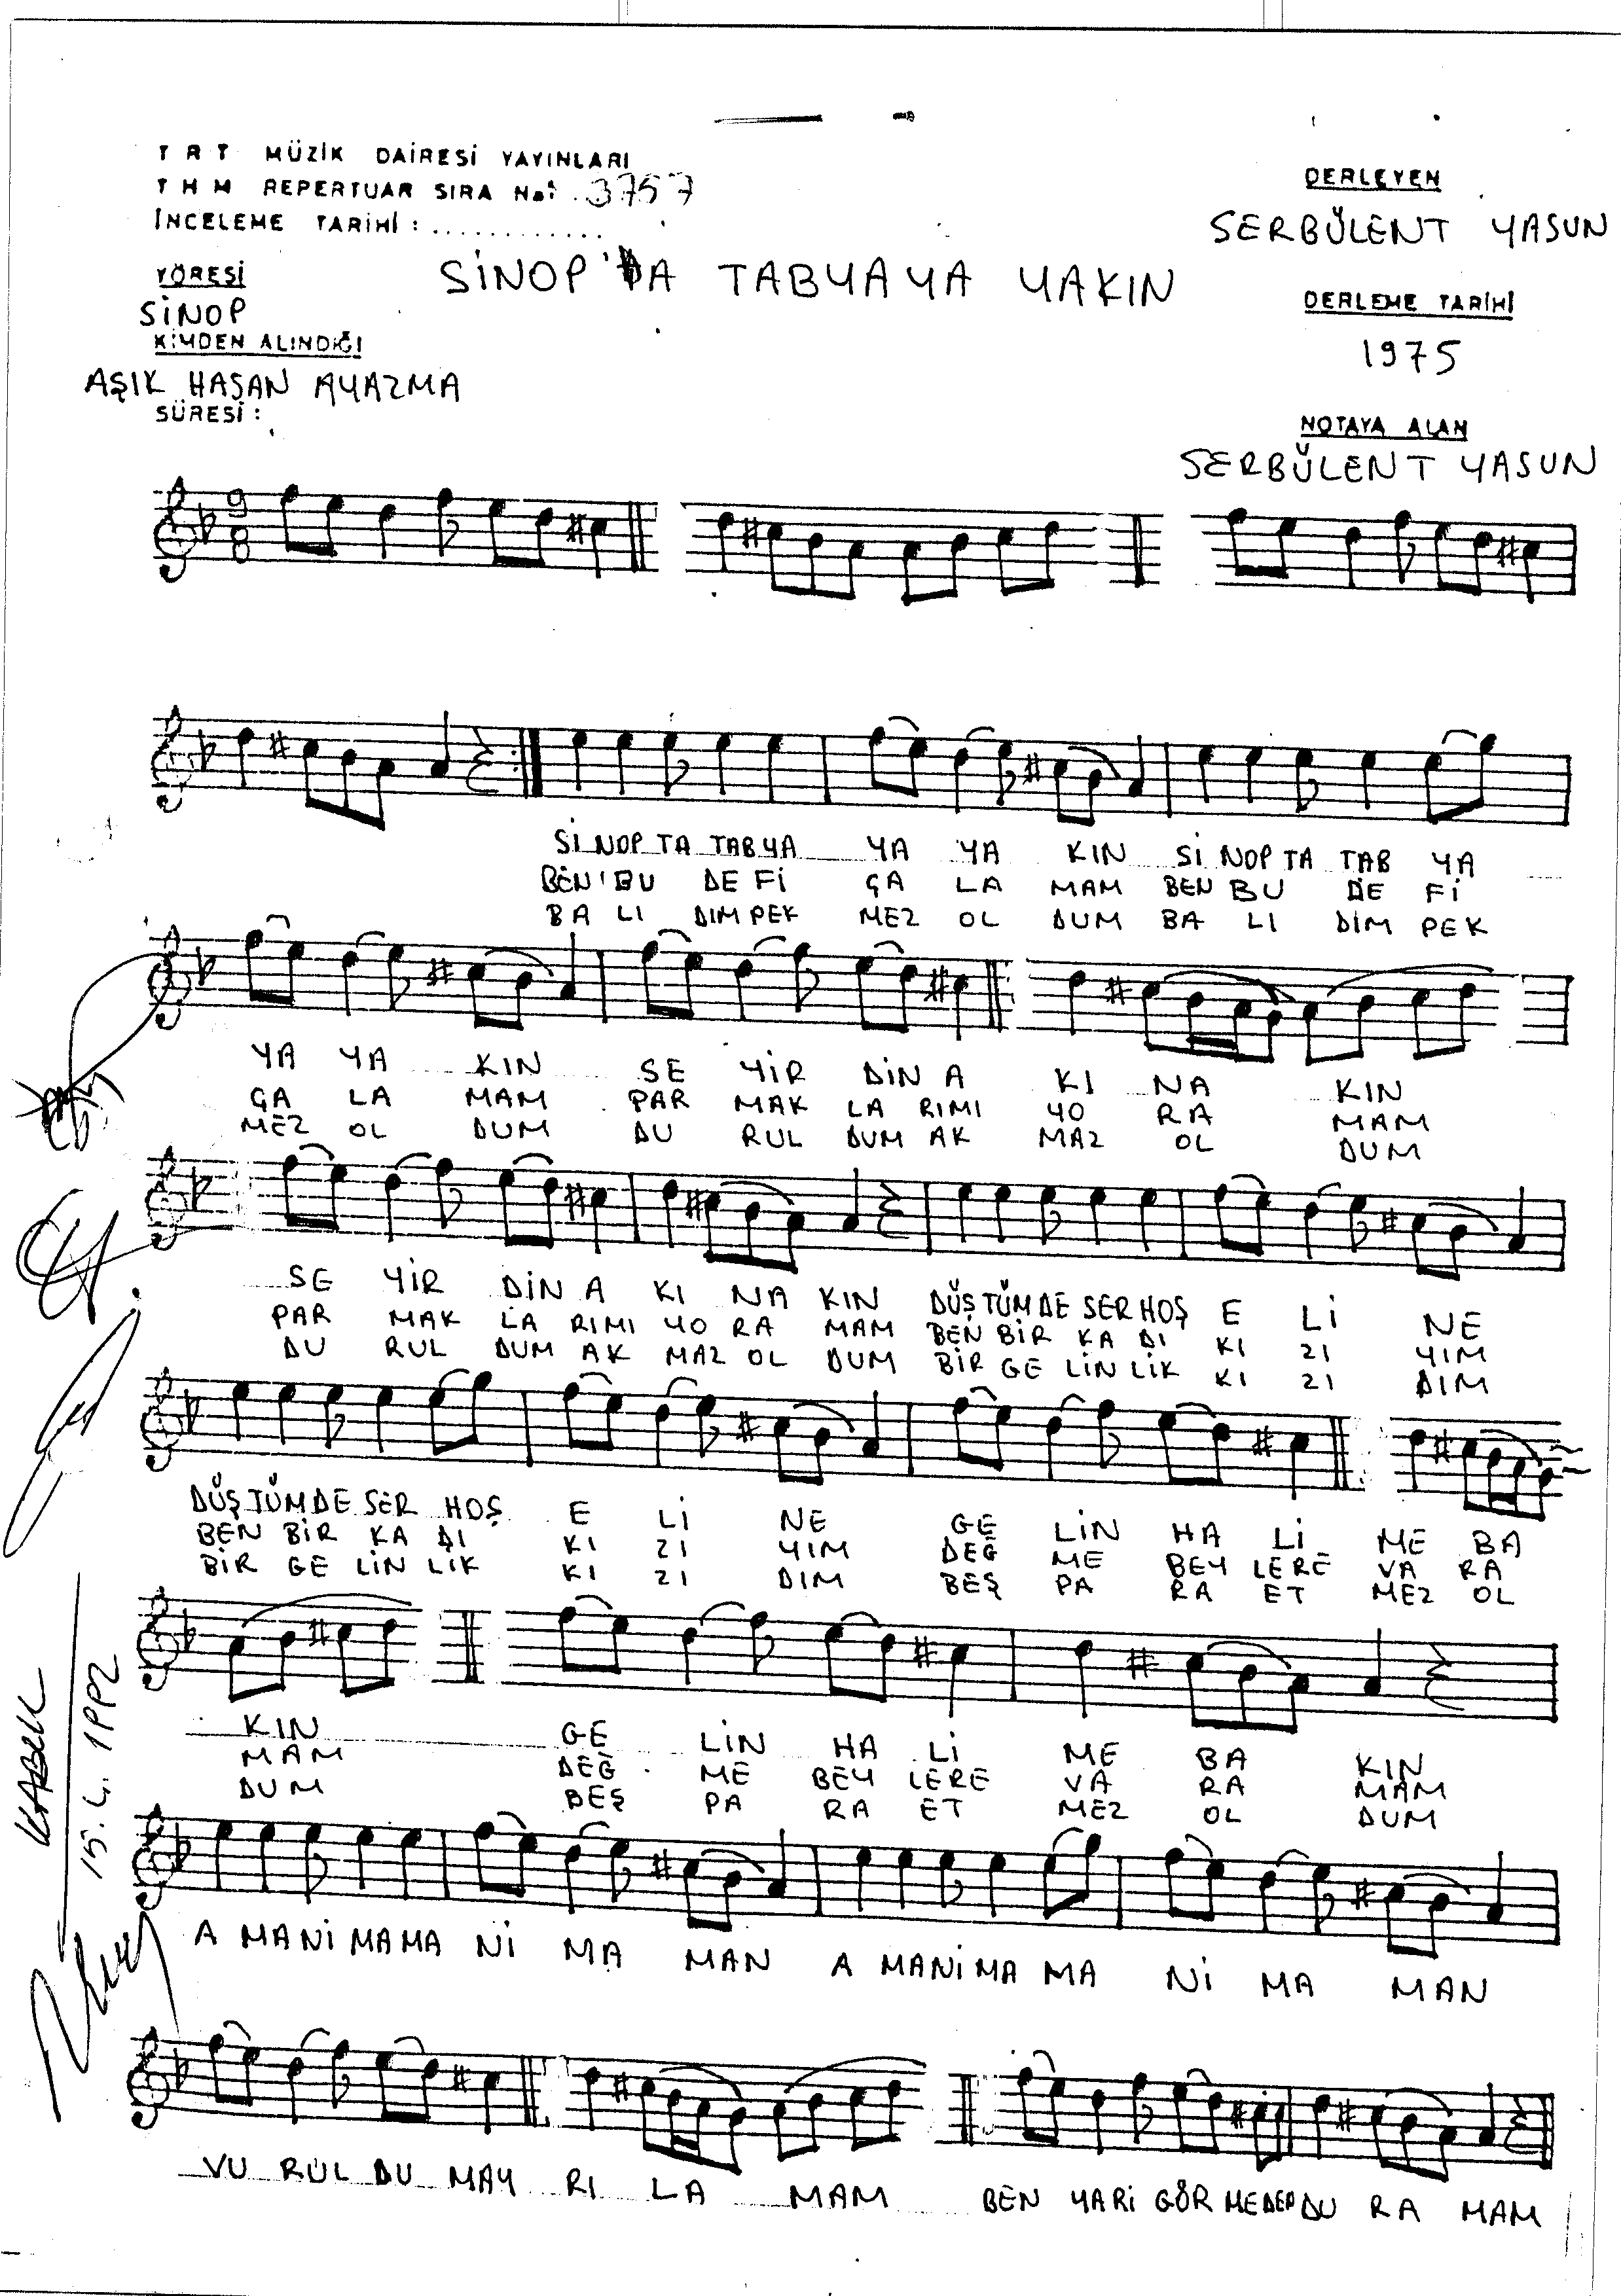 TRT MÜZİK DAİRESİ YAYINLARI
THM REPERTUAR SIRA No: 3757
İNCELEME TARİHİ : ............
YÖRESİ
SİNOP
KİMDEN ALINDIĞI
AŞIK HASAN AYAZMA
SÜRESİ :
SİNOP'DA TABYAYA YAKIN
DERLEYEN
SERBÜLENT YASUN
DERLEME TARİHİ
1975
NOTAYA ALAN
SERBÜLENT YASUN
9
8
SİNOP TA TABYA YA YA KIN SİNOP TA TAB YA
BEN BU DE Fİ ÇA LA MAM BEN BU DE Fİ
BA LI DIM PEK MEZ OL DUM BA LI DIM PEK
YA YA KIN SE YİR DİN A KI NA KIN
ÇA LA MAM PAR MAK LA RIMI YO RA MAM
MEZ OL DUM DU RUL DUM AK MAZ OL DUM
SE YİR DİN A KI NA KIN DÜŞ TÜM DE SER HOŞ E Lİ NE
PAR MAK LA RIMI YO RA MAM BEN BİR KA DI KI ZI YIM
DU RUL DUM AK MAZ OL DUM BİR GE LİN LİK KI ZI DIM
DÜŞ TÜM DE SER HOŞ E Lİ NE GE LİN HA Lİ ME BA
BEN BİR KA DI KI ZI YIM DEĞ ME BEY LERE VA RA
BİR GE LİN LİK KI ZI DIM BEŞ PA RA ET MEZ OL
KIN GE LİN HA Lİ ME BA KIN
MAM DEĞ ME BEY LERE VA RA MAM
DUM BEŞ PA RA ET MEZ OL DUM
A MANİ MAMA Nİ MA MAN A MANİ MA MA Nİ MA MAN
VU RUL DU MAY RI LA MAM BEN YARİ GÖR MEDEN DU RA MAM
KABUL
15.4.1992